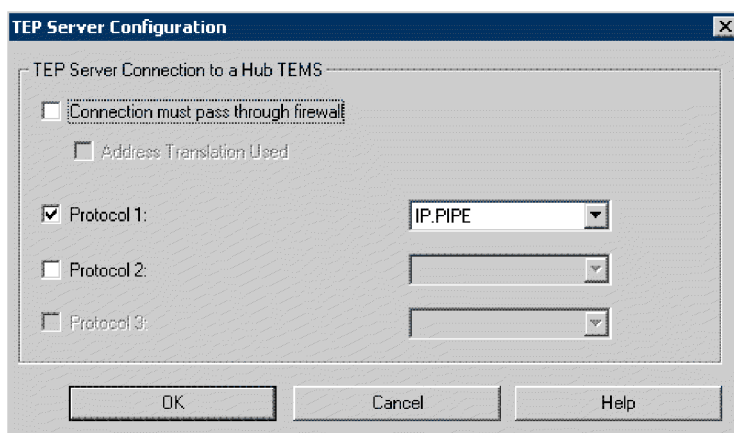 TEP Server Configuration
TEP Server Connection to a Hub TEMS
Connection must pass through firewall
Address Translation Used
Protocol 1:
IP.PIPE
Protocol 2:
Protocol 3:
OK
Cancel
Help